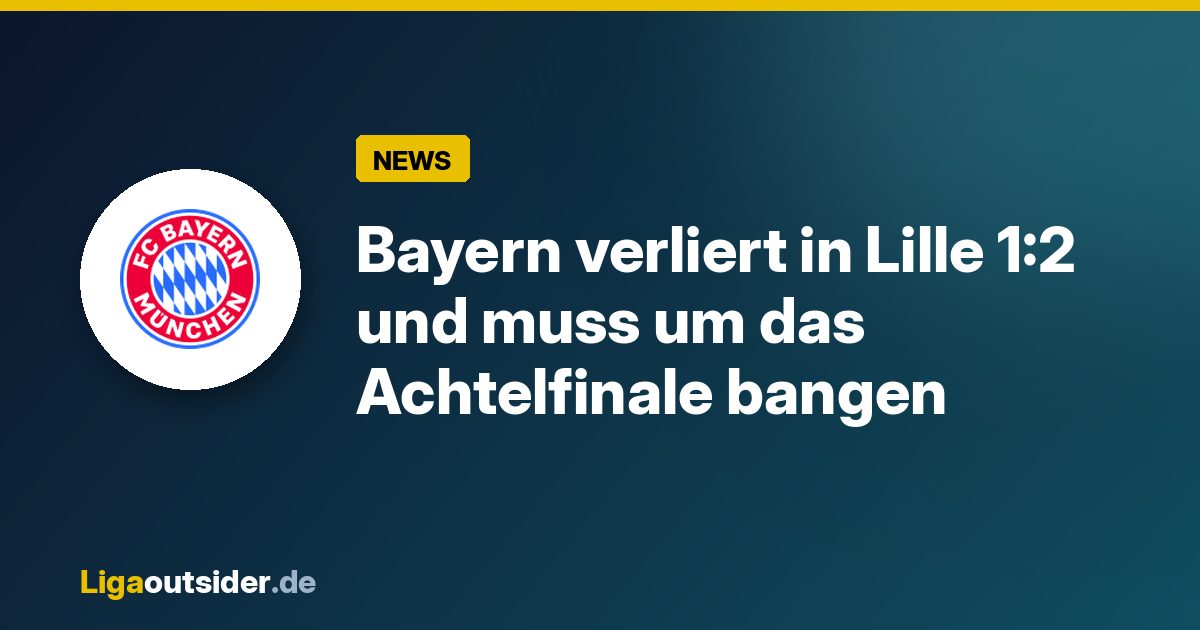 FC BAYERN
MÜNCHEN
NEWS
Bayern verliert in Lille 1:2
und muss um das
Achtelfinale bangen
Ligaoutsider.de